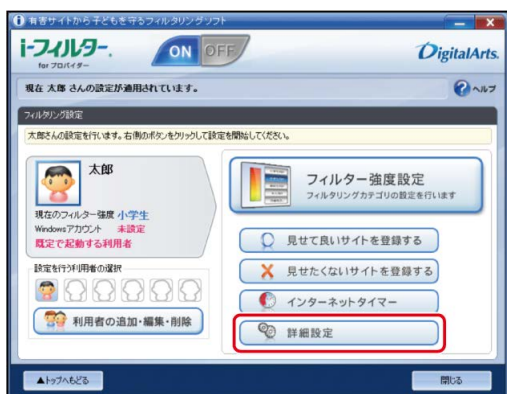 有害サイトから子どもを守るフィルタリングソフト
i-フィルター.
for プロバイダー
ON OFF
DigitalArts.
現在 太郎 さんの設定が適用されています。
ヘルプ
フィルタリング設定
太郎さんの設定を行います。右側のボタンをクリックして設定を開始してください。
太郎
現在のフィルター強度 小学生
Windowsアカウント 未設定
既定で起動する利用者
設定を行う利用者の選択
利用者の追加・編集・削除
フィルター強度設定
フィルタリングカテゴリの設定を行います
見せて良いサイトを登録する
見せたくないサイトを登録する
インターネットタイマー
詳細設定
▲トップへもどる
閉じる